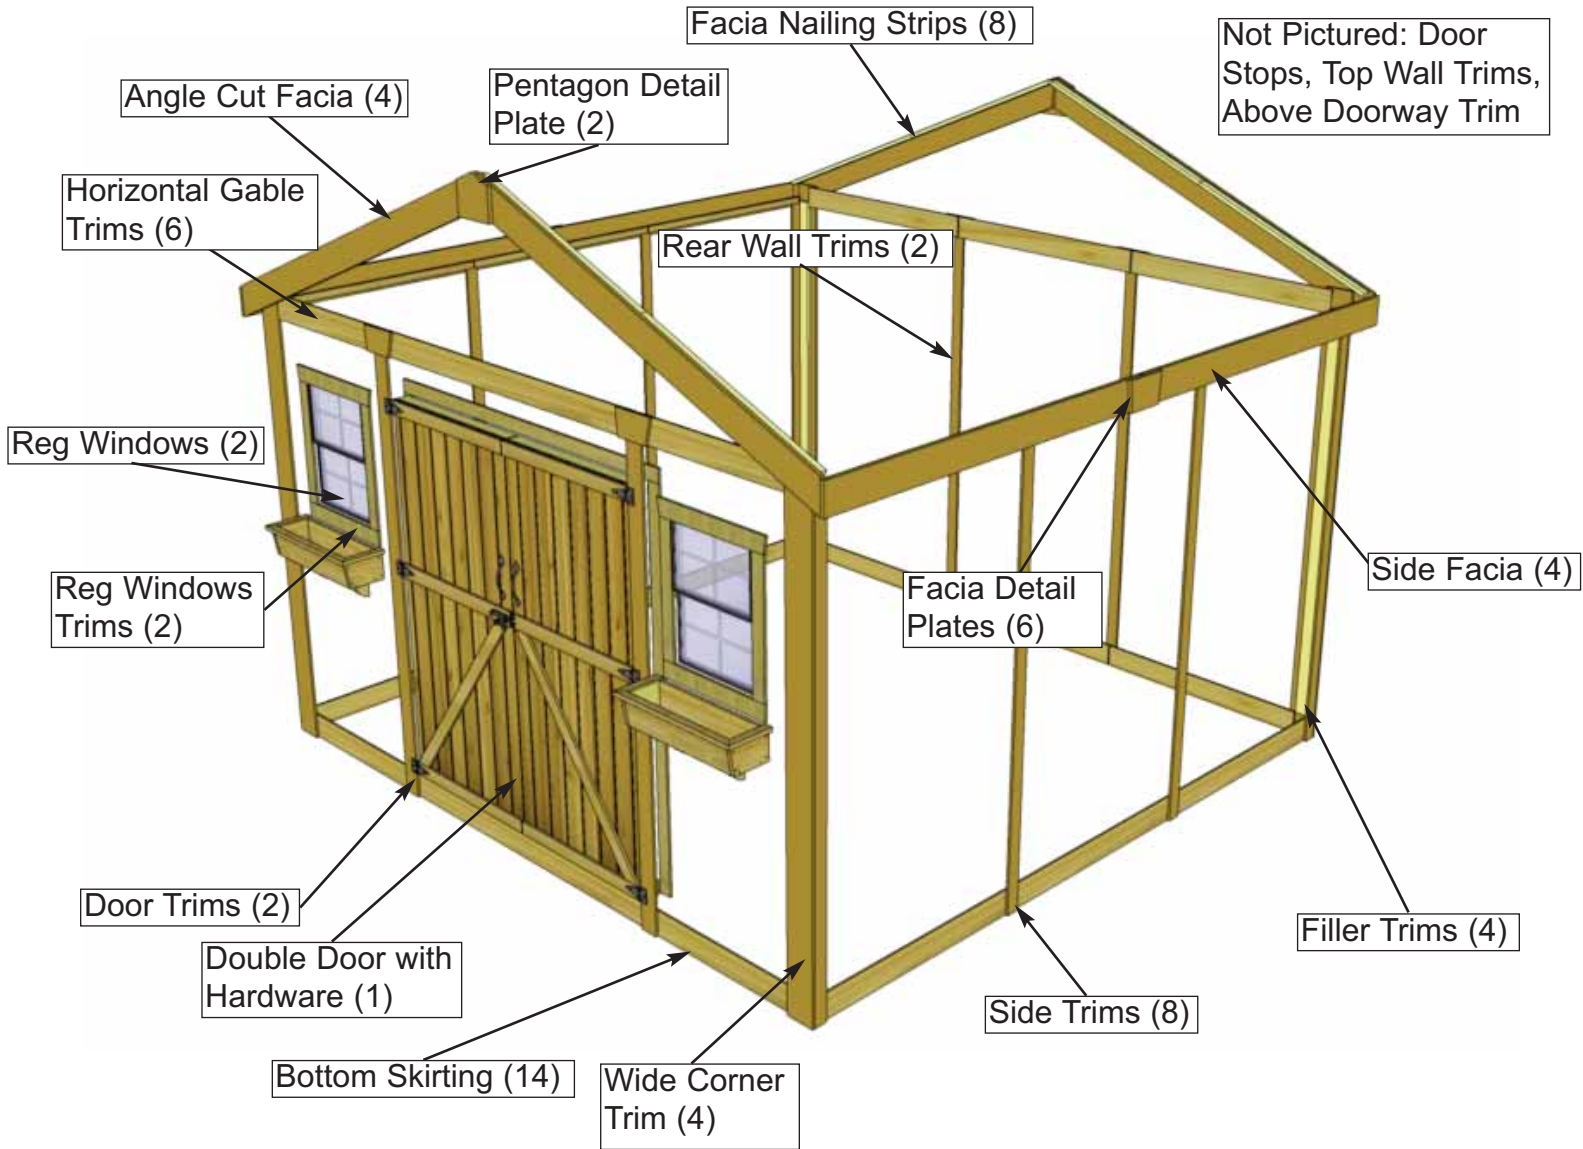 Facia Nailing Strips (8)
Not Pictured: Door
Stops, Top Wall Trims,
Above Doorway Trim
Angle Cut Facia (4)
Pentagon Detail
Plate (2)
Horizontal Gable
Trims (6)
Rear Wall Trims (2)
Reg Windows (2)
Reg Windows
Trims (2)
Facia Detail
Plates (6)
Side Facia (4)
Door Trims (2)
Double Door with
Hardware (1)
Filler Trims (4)
Side Trims (8)
Bottom Skirting (14)
Wide Corner
Trim (4)